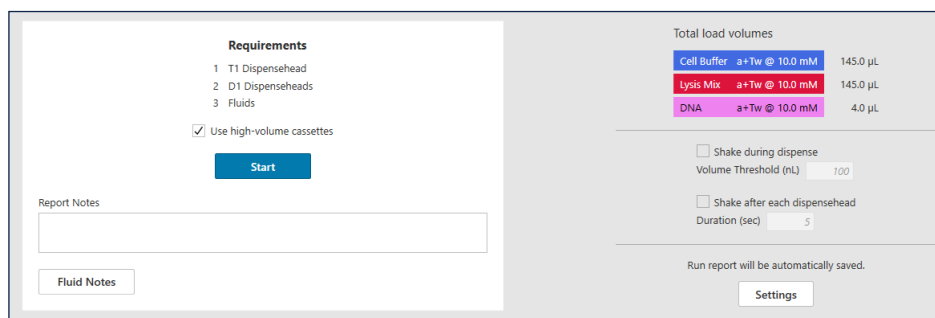 Requirements
1 T1 Dispensehead
2 D1 Dispenseheads
3 Fluids
Use high-volume cassettes
Start
Report Notes
Fluid Notes
Total load volumes
Cell Buffer a+Tw @ 10.0 mM 145.0 µL
Lysis Mix a+Tw @ 10.0 mM 145.0 µL
DNA a+Tw @ 10.0 mM 4.0 µL
Shake during dispense
Volume Threshold (nL) 100
Shake after each dispensehead
Duration (sec) 5
Run report will be automatically saved.
Settings